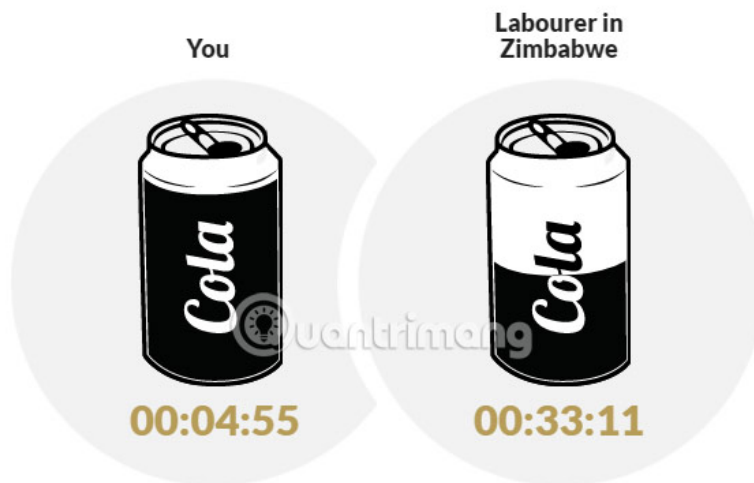 You
Labourer in
Zimbabwe
Cola
Cola
Quantrimang
00:04:55
00:33:11